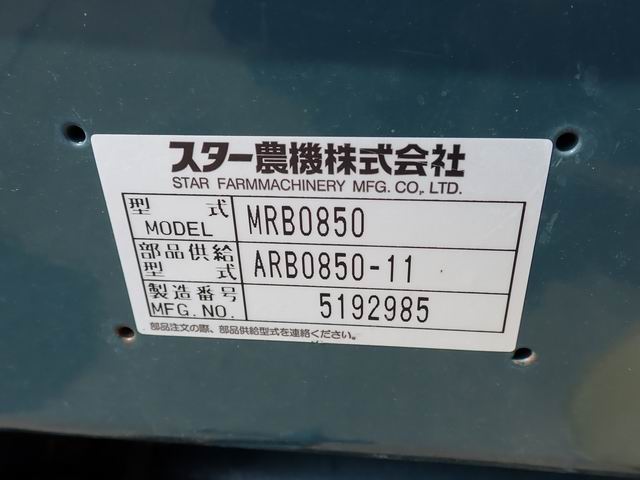 スター農機株式会社
STAR FARMMACHINERY MFG. CO., LTD.
型 式 MODEL MRB0850
部品供給型 式 ARB0850-11
製造番号 MFG. NO. 5192985
部品注文の際、部品供給型式を連絡ください。